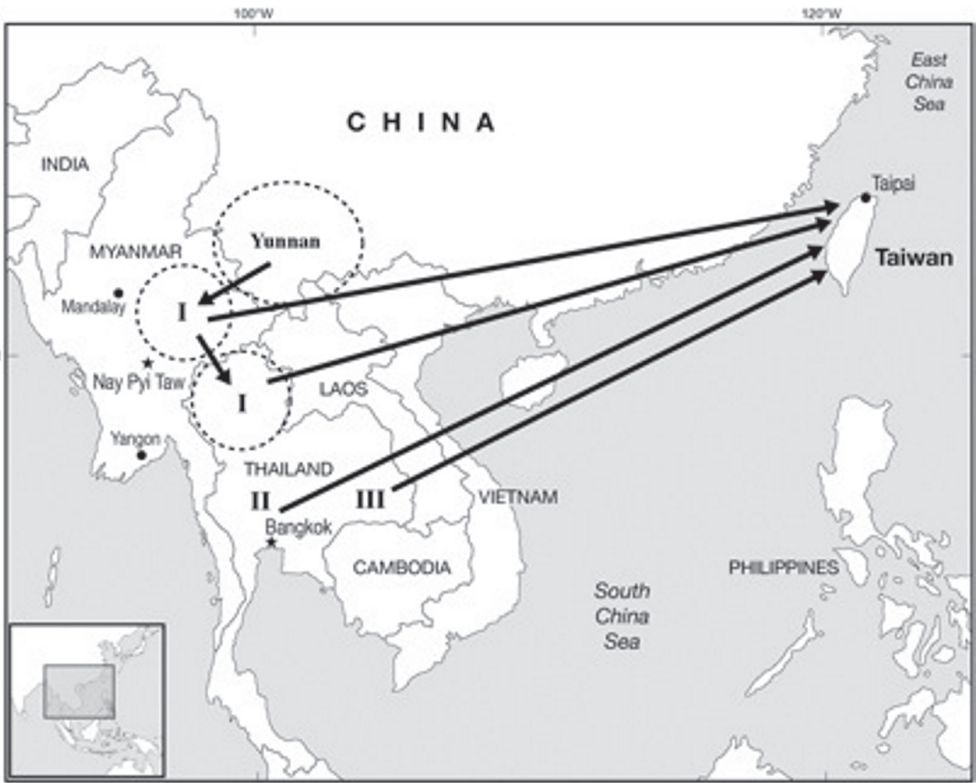 100°W
120°W
East
China
Sea
CHINA
INDIA
Taipai
Yunnan
MYANMAR
Taiwan
Mandalay
I
Nay Pyi Taw
LAOS
I
Yangon
THAILAND
II
III
VIETNAM
Bangkok
CAMBODIA
PHILIPPINES
South
China
Sea